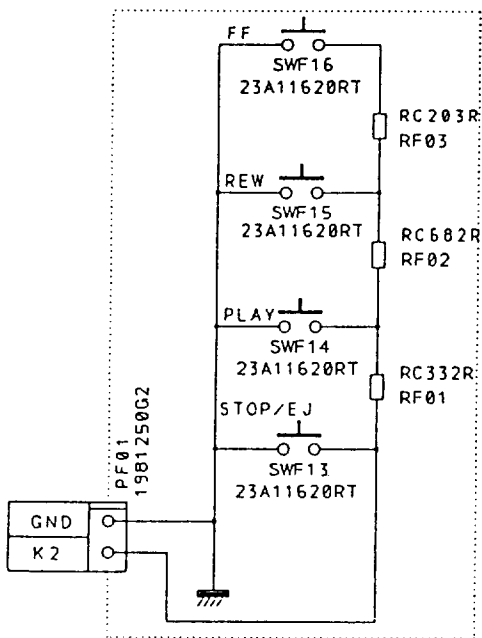 FF
SWF16
23A11620RT
RC203R
RF03
REW
SWF15
23A11620RT
RC682R
RF02
PLAY
SWF14
23A11620RT
RC332R
RF01
STOP/EJ
SWF13
23A11620RT
PF01
1981250G2
GND
K2